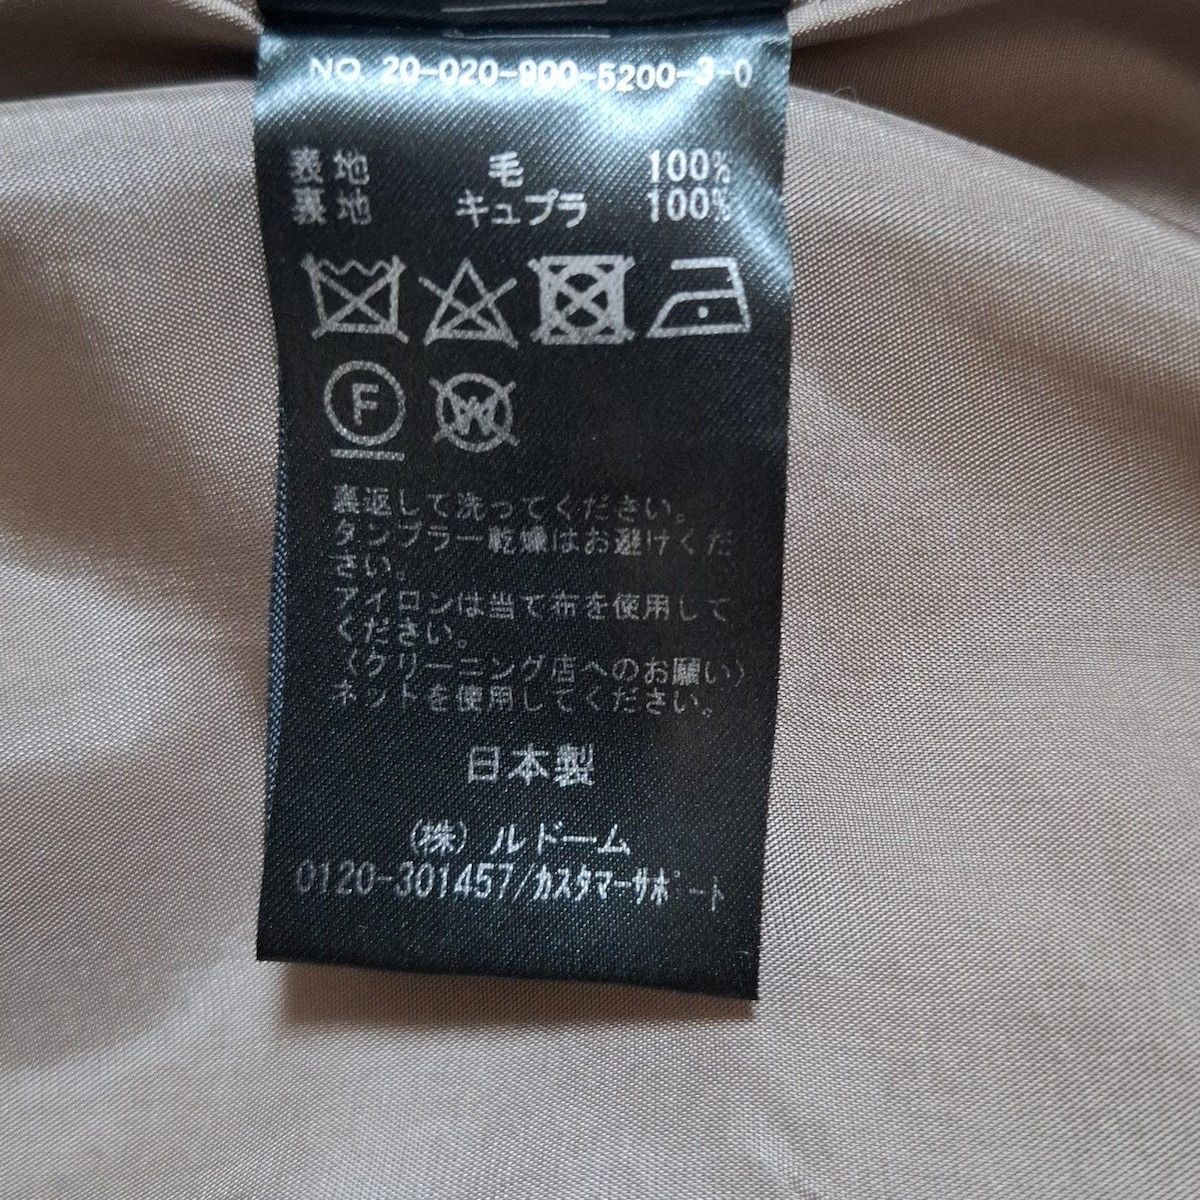 NO. 20-020-900-5200-3-0
表地 毛 100%
裏地 キュプラ 100%
F
W
裏返して洗ってください。
タンブラー乾燥はお避けくだ
さい。
アイロンは当て布を使用して
ください。
〈クリーニング店へのお願い〉
ネットを使用してください。
日本製
(株) ルドーム
0120-301457/カスタマーサポート